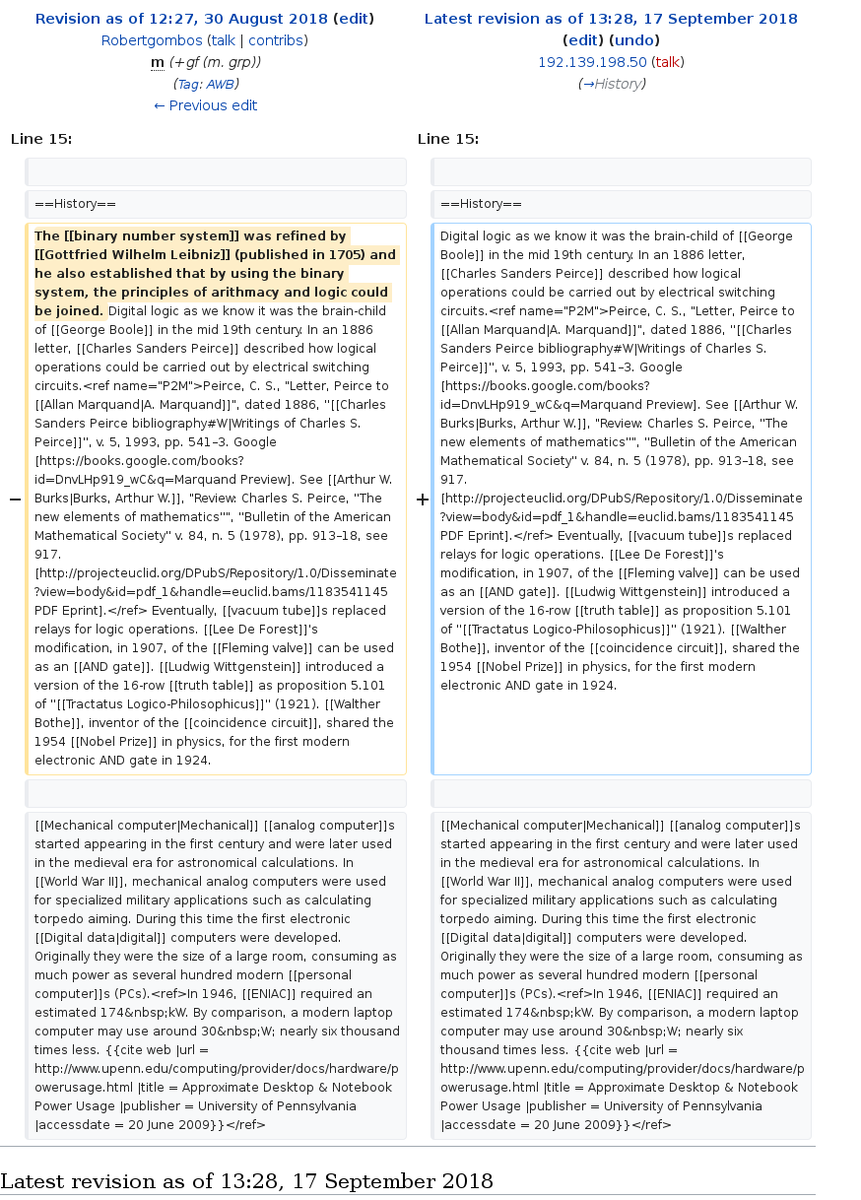 Revision as of 12:27, 30 August 2018 (edit)
Robertgombos (talk | contribs)
m (+gf (m. grp))
(Tag: AWB)
← Previous edit
Latest revision as of 13:28, 17 September 2018
(edit) (undo)
192.139.198.50 (talk)
(→History)
Line 15:
Line 15:
==History==
==History==
−
The [[binary number system]] was refined by
[[Gottfried Wilhelm Leibniz]] (published in 1705) and
he also established that by using the binary
system, the principles of arithmacy and logic could
be joined. Digital logic as we know it was the brain-child
of [[George Boole]] in the mid 19th century. In an 1886
letter, [[Charles Sanders Peirce]] described how logical
operations could be carried out by electrical switching
circuits.<ref name="P2M">Peirce, C. S., "Letter, Peirce to
[[Allan Marquand|A. Marquand]]", dated 1886, ''[[Charles
Sanders Peirce bibliography#W|Writings of Charles S.
Peirce]]'', v. 5, 1993, pp. 541–3. Google
[https://books.google.com/books?
id=DnvLHp919_wC&q=Marquand Preview]. See [[Arthur W.
Burks|Burks, Arthur W.]], "Review: Charles S. Peirce, ''The
new elements of mathematics''", ''Bulletin of the American
Mathematical Society'' v. 84, n. 5 (1978), pp. 913–18, see
917.
[http://projecteuclid.org/DPubS/Repository/1.0/Disseminate
?view=body&id=pdf_1&handle=euclid.bams/1183541145
PDF Eprint].</ref> Eventually, [[vacuum tube]]s replaced
relays for logic operations. [[Lee De Forest]]'s
modification, in 1907, of the [[Fleming valve]] can be used
as an [[AND gate]]. [[Ludwig Wittgenstein]] introduced a
version of the 16-row [[truth table]] as proposition 5.101
of ''[[Tractatus Logico-Philosophicus]]'' (1921). [[Walther
Bothe]], inventor of the [[coincidence circuit]], shared the
1954 [[Nobel Prize]] in physics, for the first modern
electronic AND gate in 1924.
+
Digital logic as we know it was the brain-child of [[George
Boole]] in the mid 19th century. In an 1886 letter,
[[Charles Sanders Peirce]] described how logical
operations could be carried out by electrical switching
circuits.<ref name="P2M">Peirce, C. S., "Letter, Peirce to
[[Allan Marquand|A. Marquand]]", dated 1886, ''[[Charles
Sanders Peirce bibliography#W|Writings of Charles S.
Peirce]]'', v. 5, 1993, pp. 541–3. Google
[https://books.google.com/books?
id=DnvLHp919_wC&q=Marquand Preview]. See [[Arthur W.
Burks|Burks, Arthur W.]], "Review: Charles S. Peirce, ''The
new elements of mathematics''", ''Bulletin of the American
Mathematical Society'' v. 84, n. 5 (1978), pp. 913–18, see
917.
[http://projecteuclid.org/DPubS/Repository/1.0/Disseminate
?view=body&id=pdf_1&handle=euclid.bams/1183541145
PDF Eprint].</ref> Eventually, [[vacuum tube]]s replaced
relays for logic operations. [[Lee De Forest]]'s
modification, in 1907, of the [[Fleming valve]] can be used
as an [[AND gate]]. [[Ludwig Wittgenstein]] introduced a
version of the 16-row [[truth table]] as proposition 5.101
of ''[[Tractatus Logico-Philosophicus]]'' (1921). [[Walther
Bothe]], inventor of the [[coincidence circuit]], shared the
1954 [[Nobel Prize]] in physics, for the first modern
electronic AND gate in 1924.
[[Mechanical computer|Mechanical]] [[analog computer]]s
started appearing in the first century and were later used
in the medieval era for astronomical calculations. In
[[World War II]], mechanical analog computers were used
for specialized military applications such as calculating
torpedo aiming. During this time the first electronic
[[Digital data|digital]] computers were developed.
Originally they were the size of a large room, consuming as
much power as several hundred modern [[personal
computer]]s (PCs).<ref>In 1946, [[ENIAC]] required an
estimated 174&nbsp;kW. By comparison, a modern laptop
computer may use around 30&nbsp;W; nearly six thousand
times less. {{cite web |url =
http://www.upenn.edu/computing/provider/docs/hardware/p
owerusage.html |title = Approximate Desktop & Notebook
Power Usage |publisher = University of Pennsylvania
|accessdate = 20 June 2009}}</ref>
[[Mechanical computer|Mechanical]] [[analog computer]]s
started appearing in the first century and were later used
in the medieval era for astronomical calculations. In
[[World War II]], mechanical analog computers were used
for specialized military applications such as calculating
torpedo aiming. During this time the first electronic
[[Digital data|digital]] computers were developed.
Originally they were the size of a large room, consuming as
much power as several hundred modern [[personal
computer]]s (PCs).<ref>In 1946, [[ENIAC]] required an
estimated 174&nbsp;kW. By comparison, a modern laptop
computer may use around 30&nbsp;W; nearly six
thousand times less. {{cite web |url =
http://www.upenn.edu/computing/provider/docs/hardware/p
owerusage.html |title = Approximate Desktop & Notebook
Power Usage |publisher = University of Pennsylvania
|accessdate = 20 June 2009}}</ref>
Latest revision as of 13:28, 17 September 2018